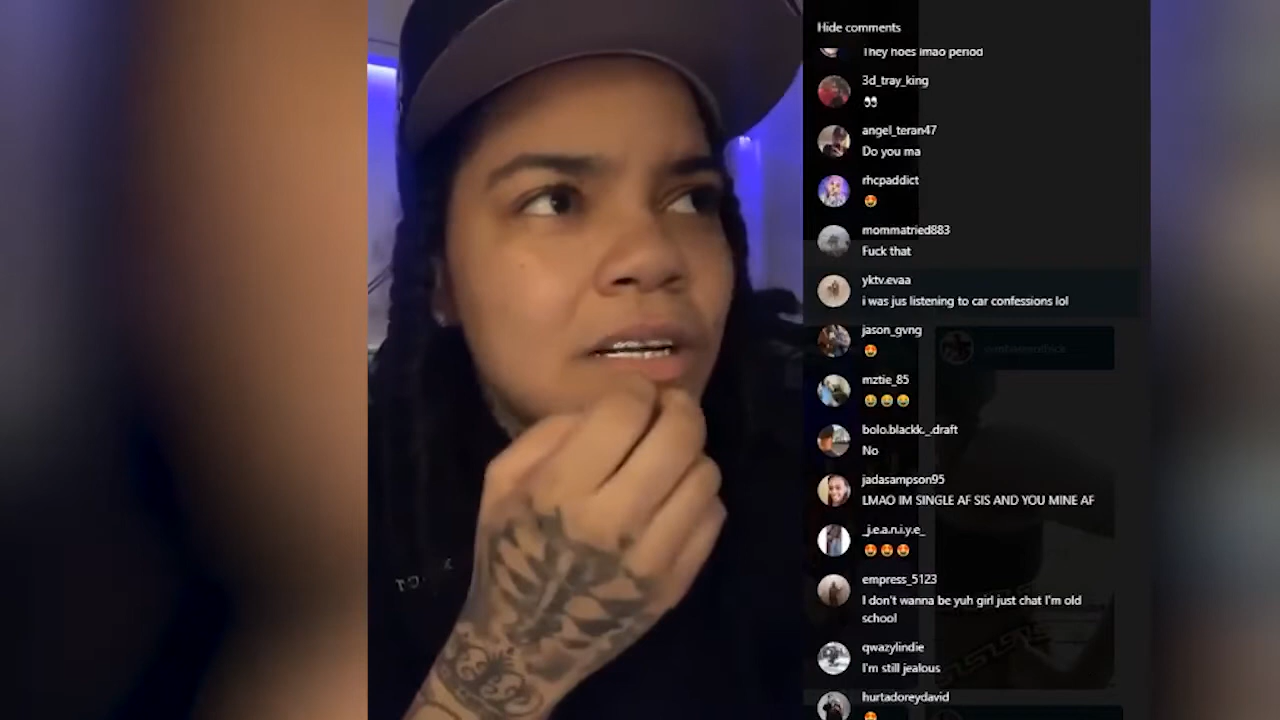 Hide comments
They hoes lmao period
3d_tray_king
angel_teran47
Do you ma
rhcpaddict
mommatried883
Fuck that
yktv.evaa
i was jus listening to car confessions lol
jason_gvng
mztie_85
bolo.blackk._.draft
No
jadasampson95
LMAO IM SINGLE AF SIS AND YOU MINE AF
_j.e.a.n.i.y.e_
empress_5123
I don't wanna be yuh girl just chat I'm old
school
qwazylindie
I'm still jealous
hurtadoreydavid